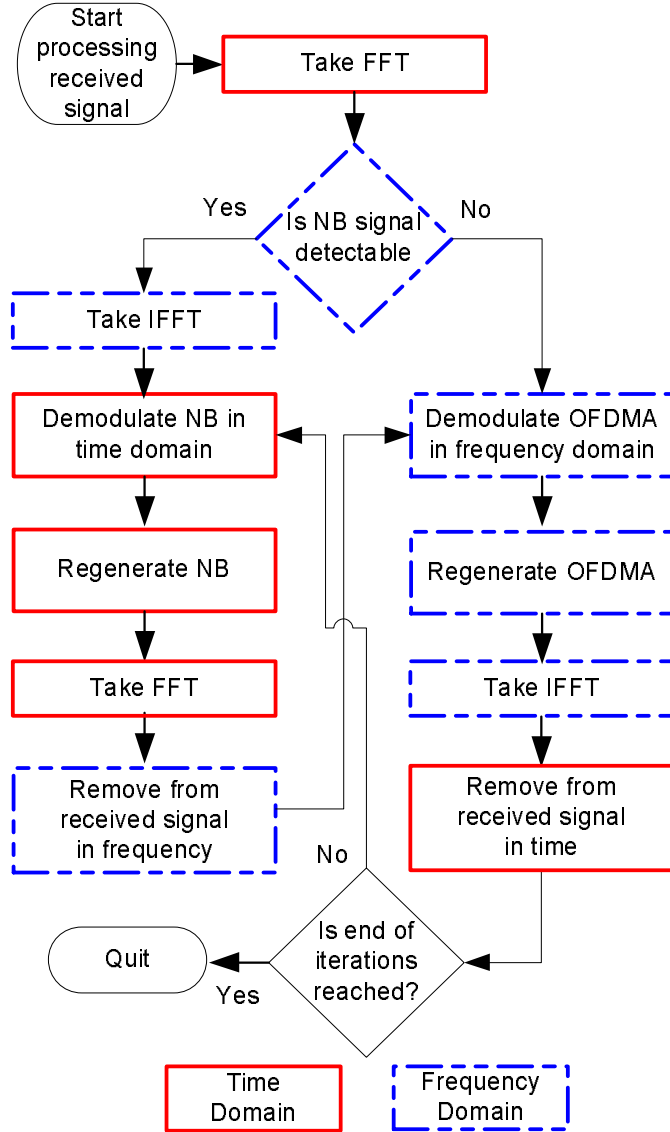 Start
processing
received
signal
Take FFT
Is NB signal
detectable
Yes
No
Take IFFT
Demodulate NB in
time domain
Regenerate NB
Take FFT
Remove from
received signal
in frequency
Demodulate OFDMA
in frequency domain
Regenerate OFDMA
Take IFFT
Remove from
received signal
in time
No
Is end of
iterations
reached?
Yes
Quit
Time
Domain
Frequency
Domain